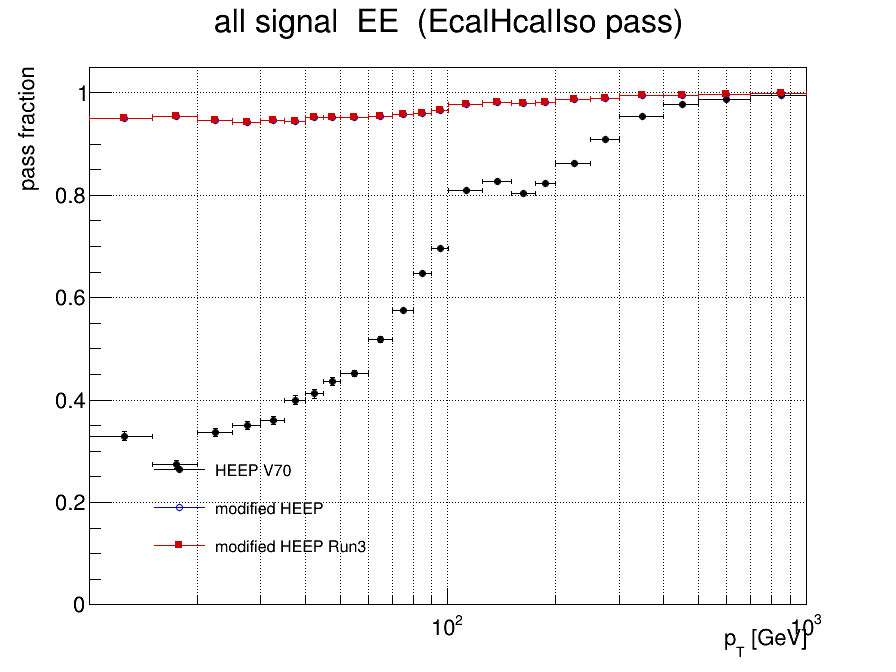 all signal EE (EcalHcalIso pass)
pass fraction
1
0.8
0.6
0.4
0.2
0
HEEP V70
modified HEEP
modified HEEP Run3
10²
10³
p_T [GeV]